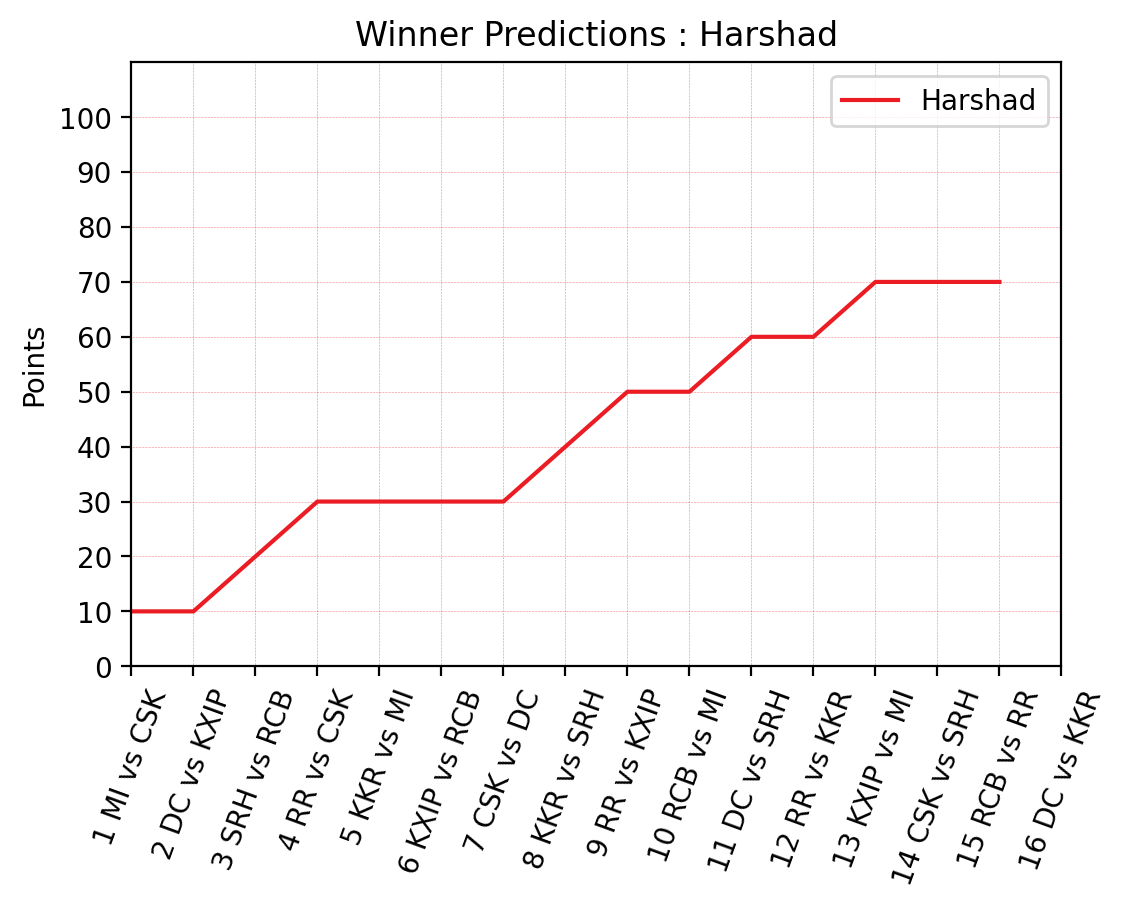 Winner Predictions : Harshad
Harshad
Points
100
90
80
70
60
50
40
30
20
10
0
1 MI vs CSK
2 DC vs KXIP
3 SRH vs RCB
4 RR vs CSK
5 KKR vs MI
6 KXIP vs RCB
7 CSK vs DC
8 KKR vs SRH
9 RR vs KXIP
10 RCB vs MI
11 DC vs SRH
12 RR vs KKR
13 KXIP vs MI
14 CSK vs SRH
15 RCB vs RR
16 DC vs KKR